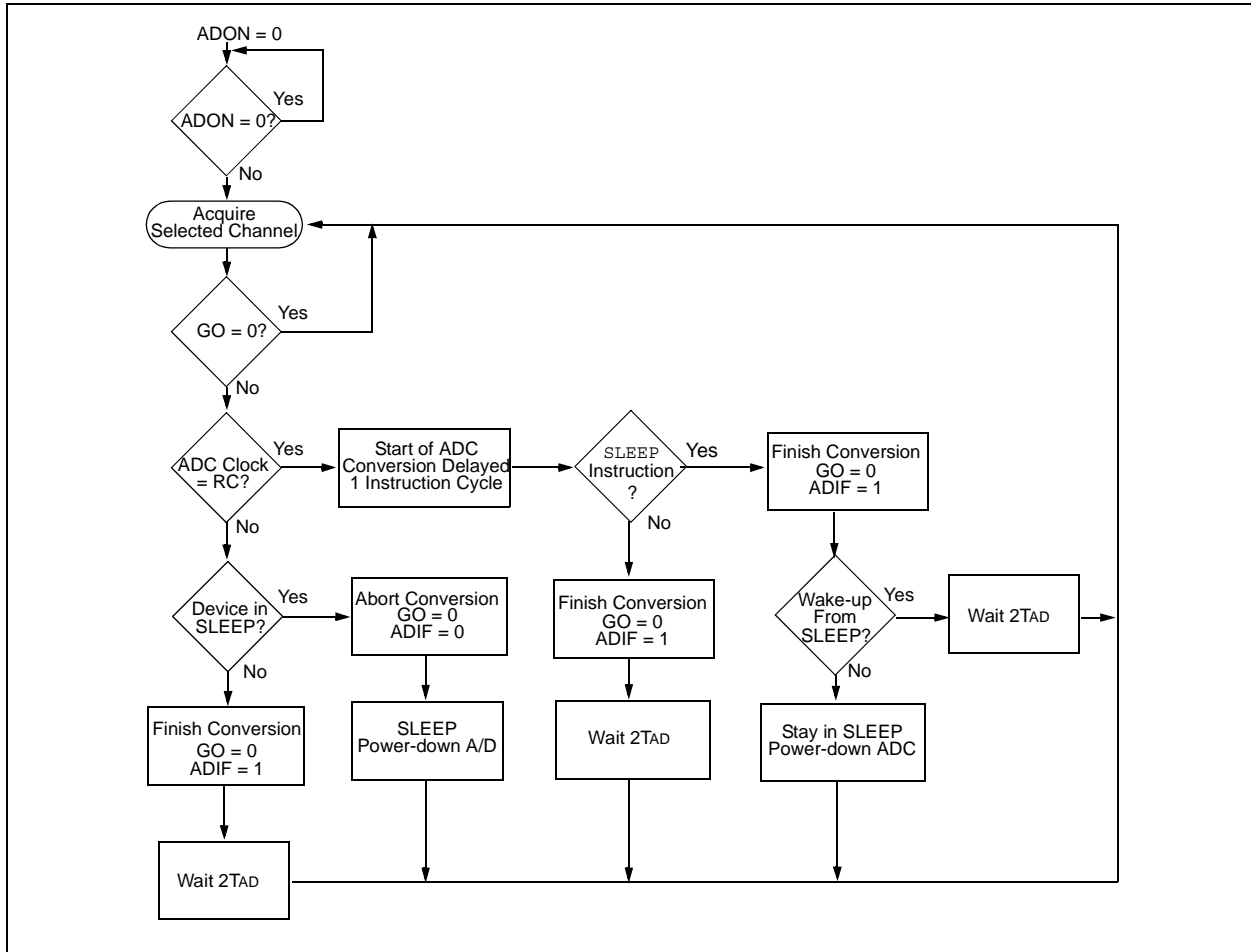 ADON = 0
Yes
ADON = 0?
No
Acquire
Selected Channel
Yes
GO = 0?
No
Yes
ADC Clock
= RC?
No
Start of ADC
Conversion Delayed
1 Instruction Cycle
SLEEP
Instruction
?
Yes
No
Finish Conversion
GO = 0
ADIF = 1
Device in
SLEEP?
Yes
No
Abort Conversion
GO = 0
ADIF = 0
Finish Conversion
GO = 0
ADIF = 1
Wake-up
From
SLEEP?
Yes
No
Wait 2TAD
Finish Conversion
GO = 0
ADIF = 1
SLEEP
Power-down A/D
Wait 2TAD
Stay in SLEEP
Power-down ADC
Wait 2TAD